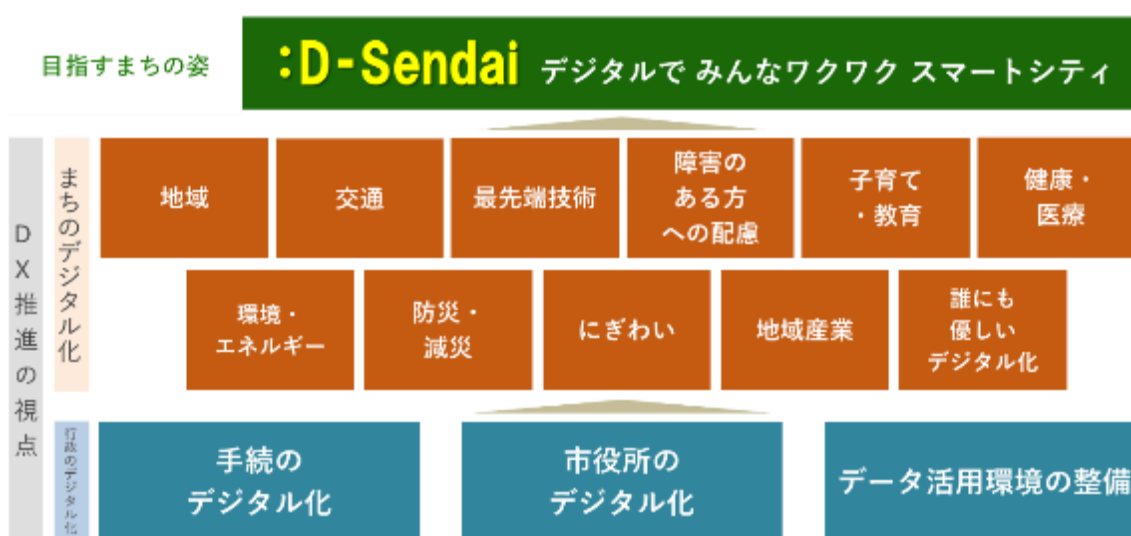 目指すまちの姿
:D-Sendai デジタルで みんなワクワク スマートシティ
DX推進の視点
まちのデジタル化
地域
交通
最先端技術
障害の
ある方
への配慮
子育て
・教育
健康・
医療
環境・
エネルギー
防災・
減災
にぎわい
地域産業
誰にも
優しい
デジタル化
行政のデジタル化
手続の
デジタル化
市役所の
デジタル化
データ活用環境の整備